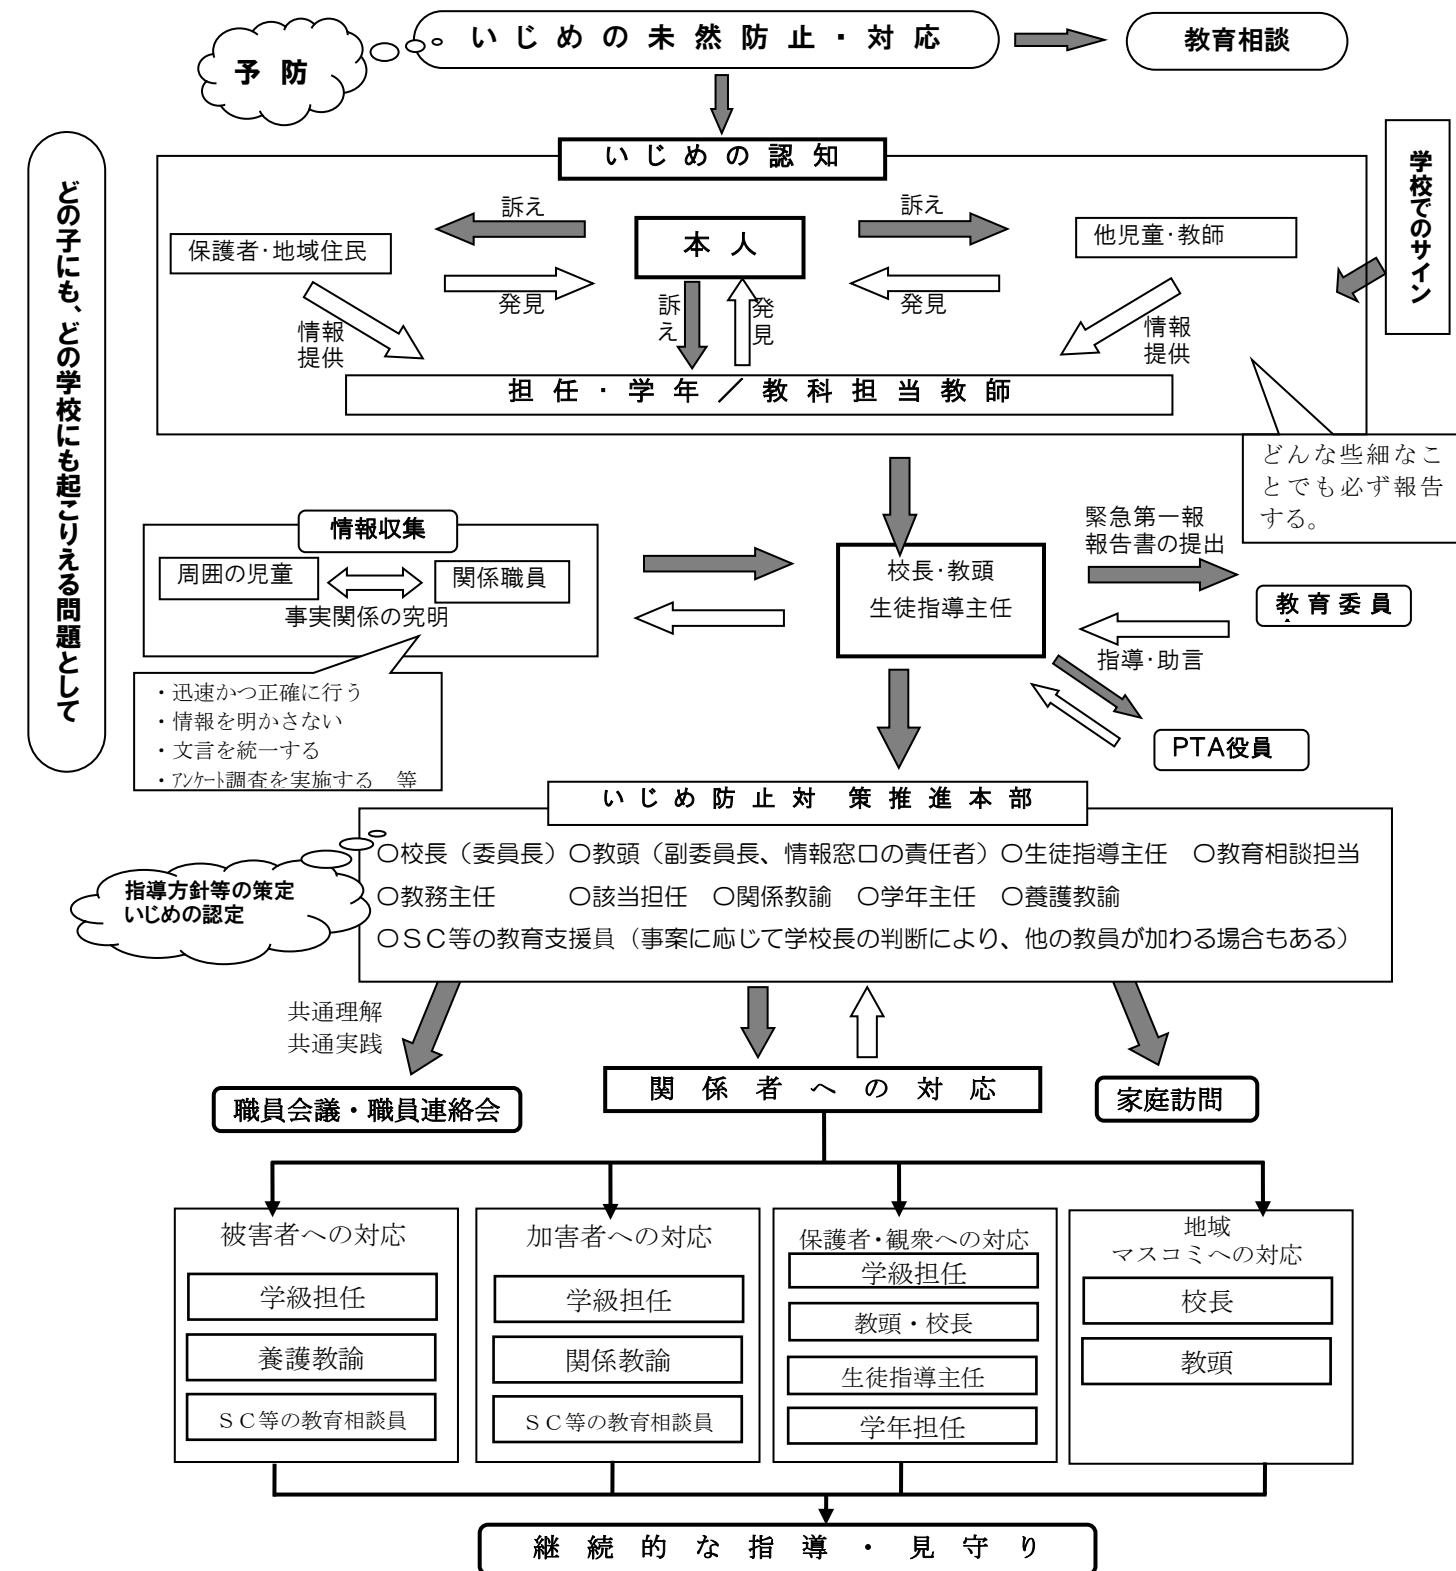 いじめの未然防止・対応
教育相談
予防
いじめの認知
学校でのサイン
どの子にも、どの学校にも起こりえる問題として
訴え
訴え
本人
保護者・地域住民
他児童・教師
発見
発見
訴え
発見
情報
提供
情報
提供
担任・学年／教科担当教師
どんな些細なこ
とでも必ず報告
する。
情報収集
周囲の児童
関係職員
事実関係の究明
校長・教頭
生徒指導主任
緊急第一報
報告書の提出
教育委員
指導・助言
PTA役員
・迅速かつ正確に行う
・情報を明かさない
・文言を統一する
・ｱﾝｹｰﾄ調査を実施する　等
いじめ防止対　策推進本部
指導方針等の策定
いじめの認定
○校長（委員長）○教頭（副委員長、情報窓口の責任者）○生徒指導主任　○教育相談担当
○教務主任　　　○該当担任　○関係教諭　○学年主任　○養護教諭
○ＳＣ等の教育支援員（事案に応じて学校長の判断により、他の教員が加わる場合もある）
共通理解
共通実践
職員会議・職員連絡会
関係者への対応
家庭訪問
被害者への対応
学級担任
養護教諭
ＳＣ等の教育相談員
加害者への対応
学級担任
関係教諭
ＳＣ等の教育相談員
保護者・観衆への対応
学級担任
教頭・校長
生徒指導主任
学年担任
地域
マスコミへの対応
校長
教頭
継続的な指導・見守り